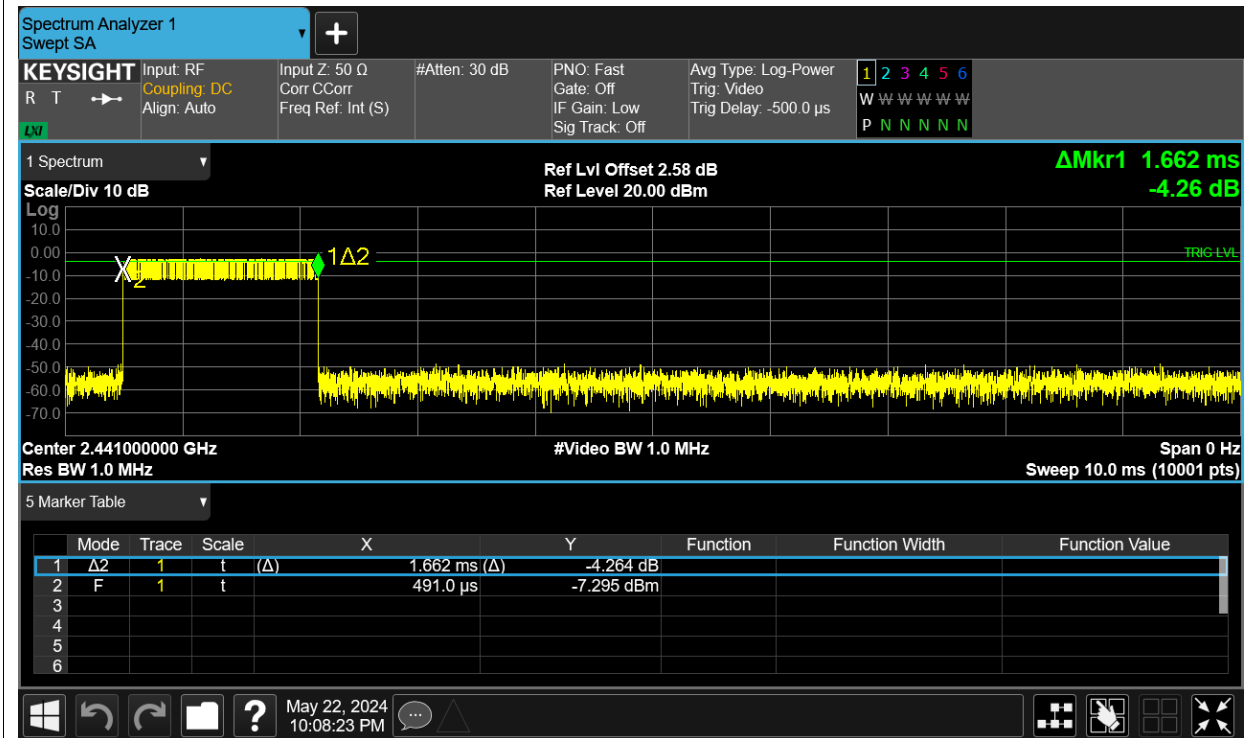 Spectrum Analyzer 1
Swept SA
KEYSIGHT Input: RF Input Z: 50 Ω #Atten: 30 dB PNO: Fast Avg Type: Log-Power 1 2 3 4 5 6
R T Coupling: DC Corr CCorr Gate: Off Trig: Video W W W W W W
Align: Auto Freq Ref: Int (S) IF Gain: Low Trig Delay: -500.0 µs
LXI Sig Track: Off P N N N N N
1 Spectrum Ref Lvl Offset 2.58 dB ΔMkr1 1.662 ms
Scale/Div 10 dB Ref Level 20.00 dBm -4.26 dB
Log
10.0
0.00 1Δ2 TRIG LVL
-10.0 X 2
-20.0
-30.0
-40.0
-50.0
-60.0
-70.0
Center 2.441000000 GHz #Video BW 1.0 MHz Span 0 Hz
Res BW 1.0 MHz Sweep 10.0 ms (10001 pts)
5 Marker Table
Mode Trace Scale X Y Function Function Width Function Value
1 Δ2 1 t (Δ) 1.662 ms (Δ) -4.264 dB
2 F 1 t 491.0 µs -7.295 dBm
3
4
5
6
? May 22, 2024
10:08:23 PM